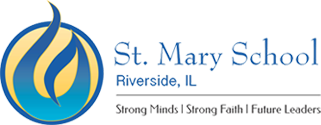 St. Mary School
Riverside, IL
Strong Minds | Strong Faith | Future Leaders